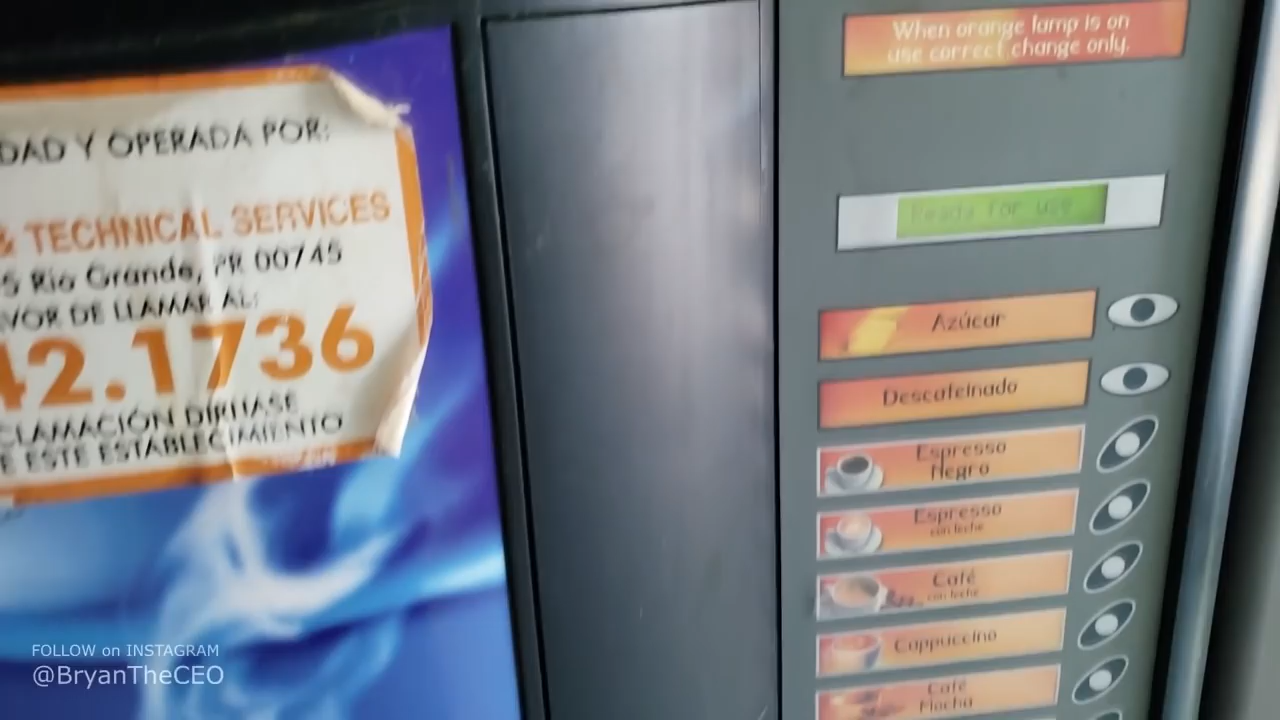 DAD Y OPERADA POR:
& TECHNICAL SERVICES
5 Rio Grande, PR 00745
VOR DE LLAMAR AL:
42.1736
CLAMACIÓN DIRIJASE
E ESTE ESTABLECIMIENTO
When orange lamp is on
use correct change only.
Ready for use
Azúcar
Descafeinado
Espresso
Negro
Espresso
con leche
Café
con leche
Cappuccino
Café
Mocha
FOLLOW on INSTAGRAM
@BryanTheCEO